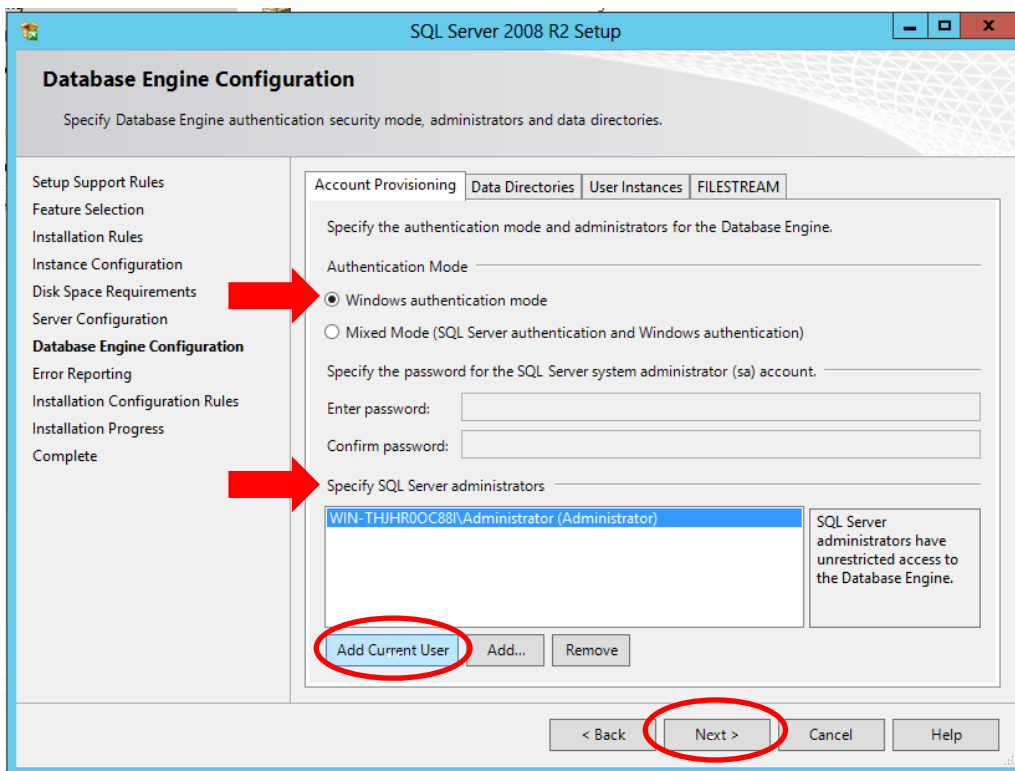 SQL Server 2008 R2 Setup
Database Engine Configuration
Specify Database Engine authentication security mode, administrators and data directories.
Setup Support Rules
Feature Selection
Installation Rules
Instance Configuration
Disk Space Requirements
Server Configuration
Database Engine Configuration
Error Reporting
Installation Configuration Rules
Installation Progress
Complete
Account Provisioning Data Directories User Instances FILESTREAM
Specify the authentication mode and administrators for the Database Engine.
Authentication Mode
Windows authentication mode
Mixed Mode (SQL Server authentication and Windows authentication)
Specify the password for the SQL Server system administrator (sa) account.
Enter password:
Confirm password:
Specify SQL Server administrators
WIN-THJHR0OC88I\Administrator (Administrator)
SQL Server
administrators have
unrestricted access to
the Database Engine.
Add Current User Add... Remove
< Back Next > Cancel Help